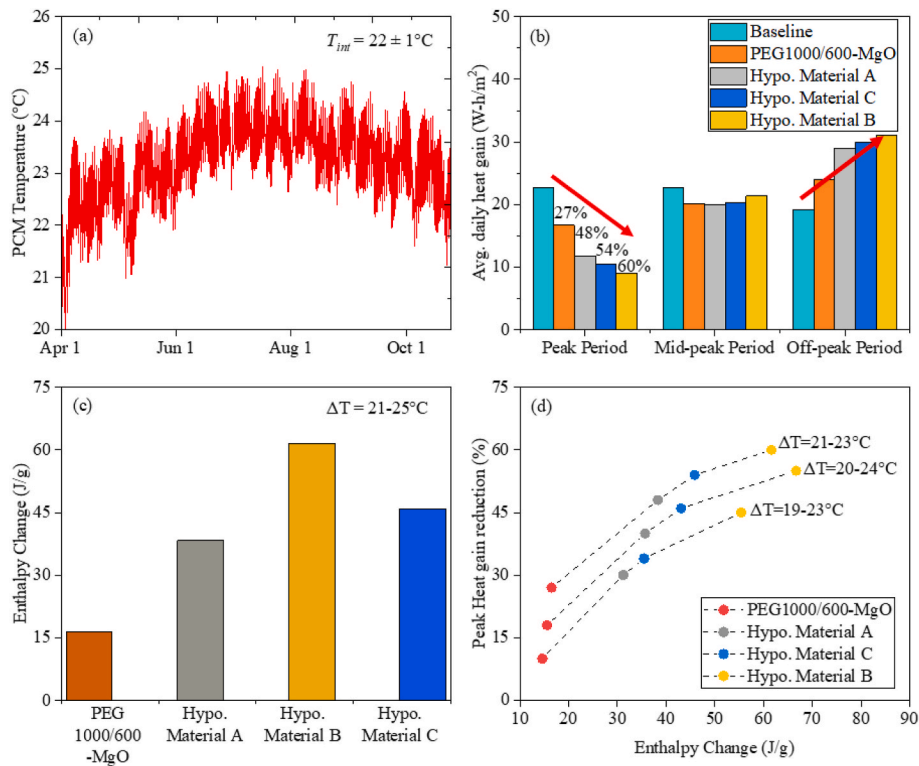 (a)
T_int = 22 ± 1°C
PCM Temperature (°C)
26
25
24
23
22
21
20
Apr 1
Jun 1
Aug 1
Oct 1
(b)
Baseline
PEG1000/600-MgO
Hypo. Material A
Hypo. Material C
Hypo. Material B
Avg. daily heat gain (W-h/m²)
50
40
30
20
10
0
27%
48%
54%
60%
Peak Period
Mid-peak Period
Off-peak Period
(c)
ΔT = 21-25°C
Enthalpy Change (J/g)
75
60
45
30
15
0
PEG
1000/600
-MgO
Hypo.
Material A
Hypo.
Material B
Hypo.
Material C
(d)
Peak Heat gain reduction (%)
75
60
45
30
15
0
ΔT=21-23°C
ΔT=20-24°C
ΔT=19-23°C
PEG1000/600-MgO
Hypo. Material A
Hypo. Material C
Hypo. Material B
10
20
30
40
50
60
70
80
90
Enthalpy Change (J/g)